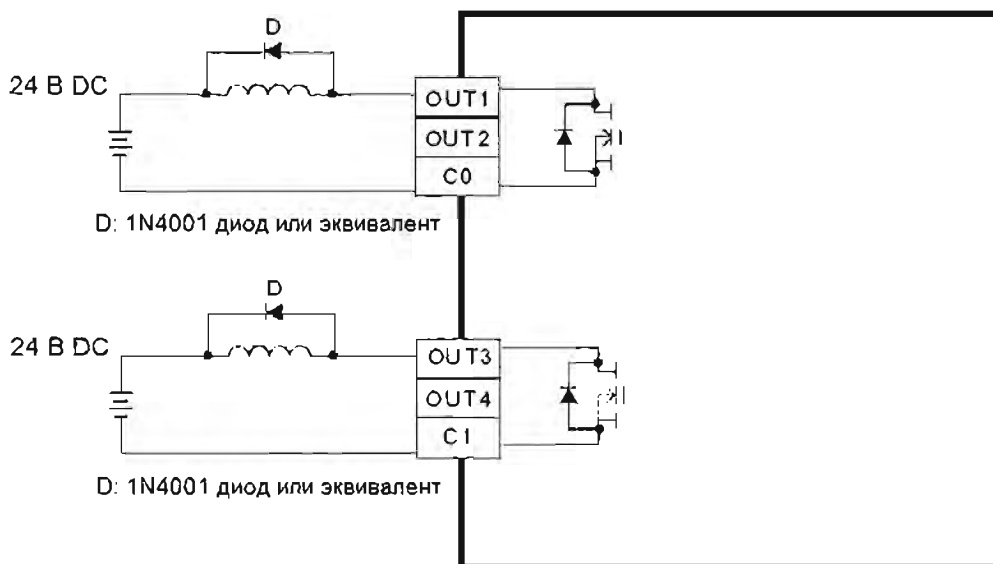 D
24 В DC
OUT1
OUT2
C0
D: 1N4001 диод или эквивалент
D
24 В DC
OUT3
OUT4
C1
D: 1N4001 диод или эквивалент